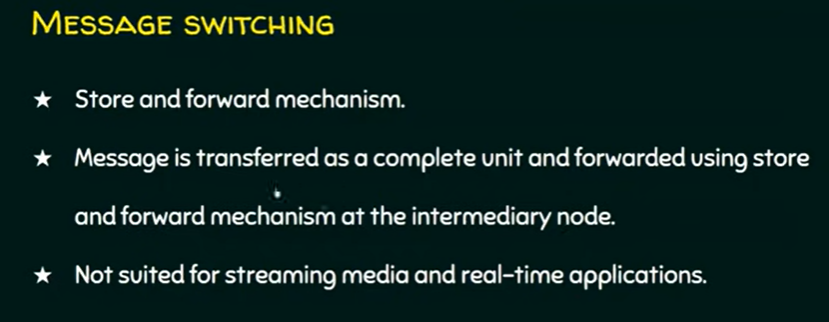 MESSAGE SWITCHING
★ Store and forward mechanism.
★ Message is transferred as a complete unit and forwarded using store
and forward mechanism at the intermediary node.
★ Not suited for streaming media and real-time applications.